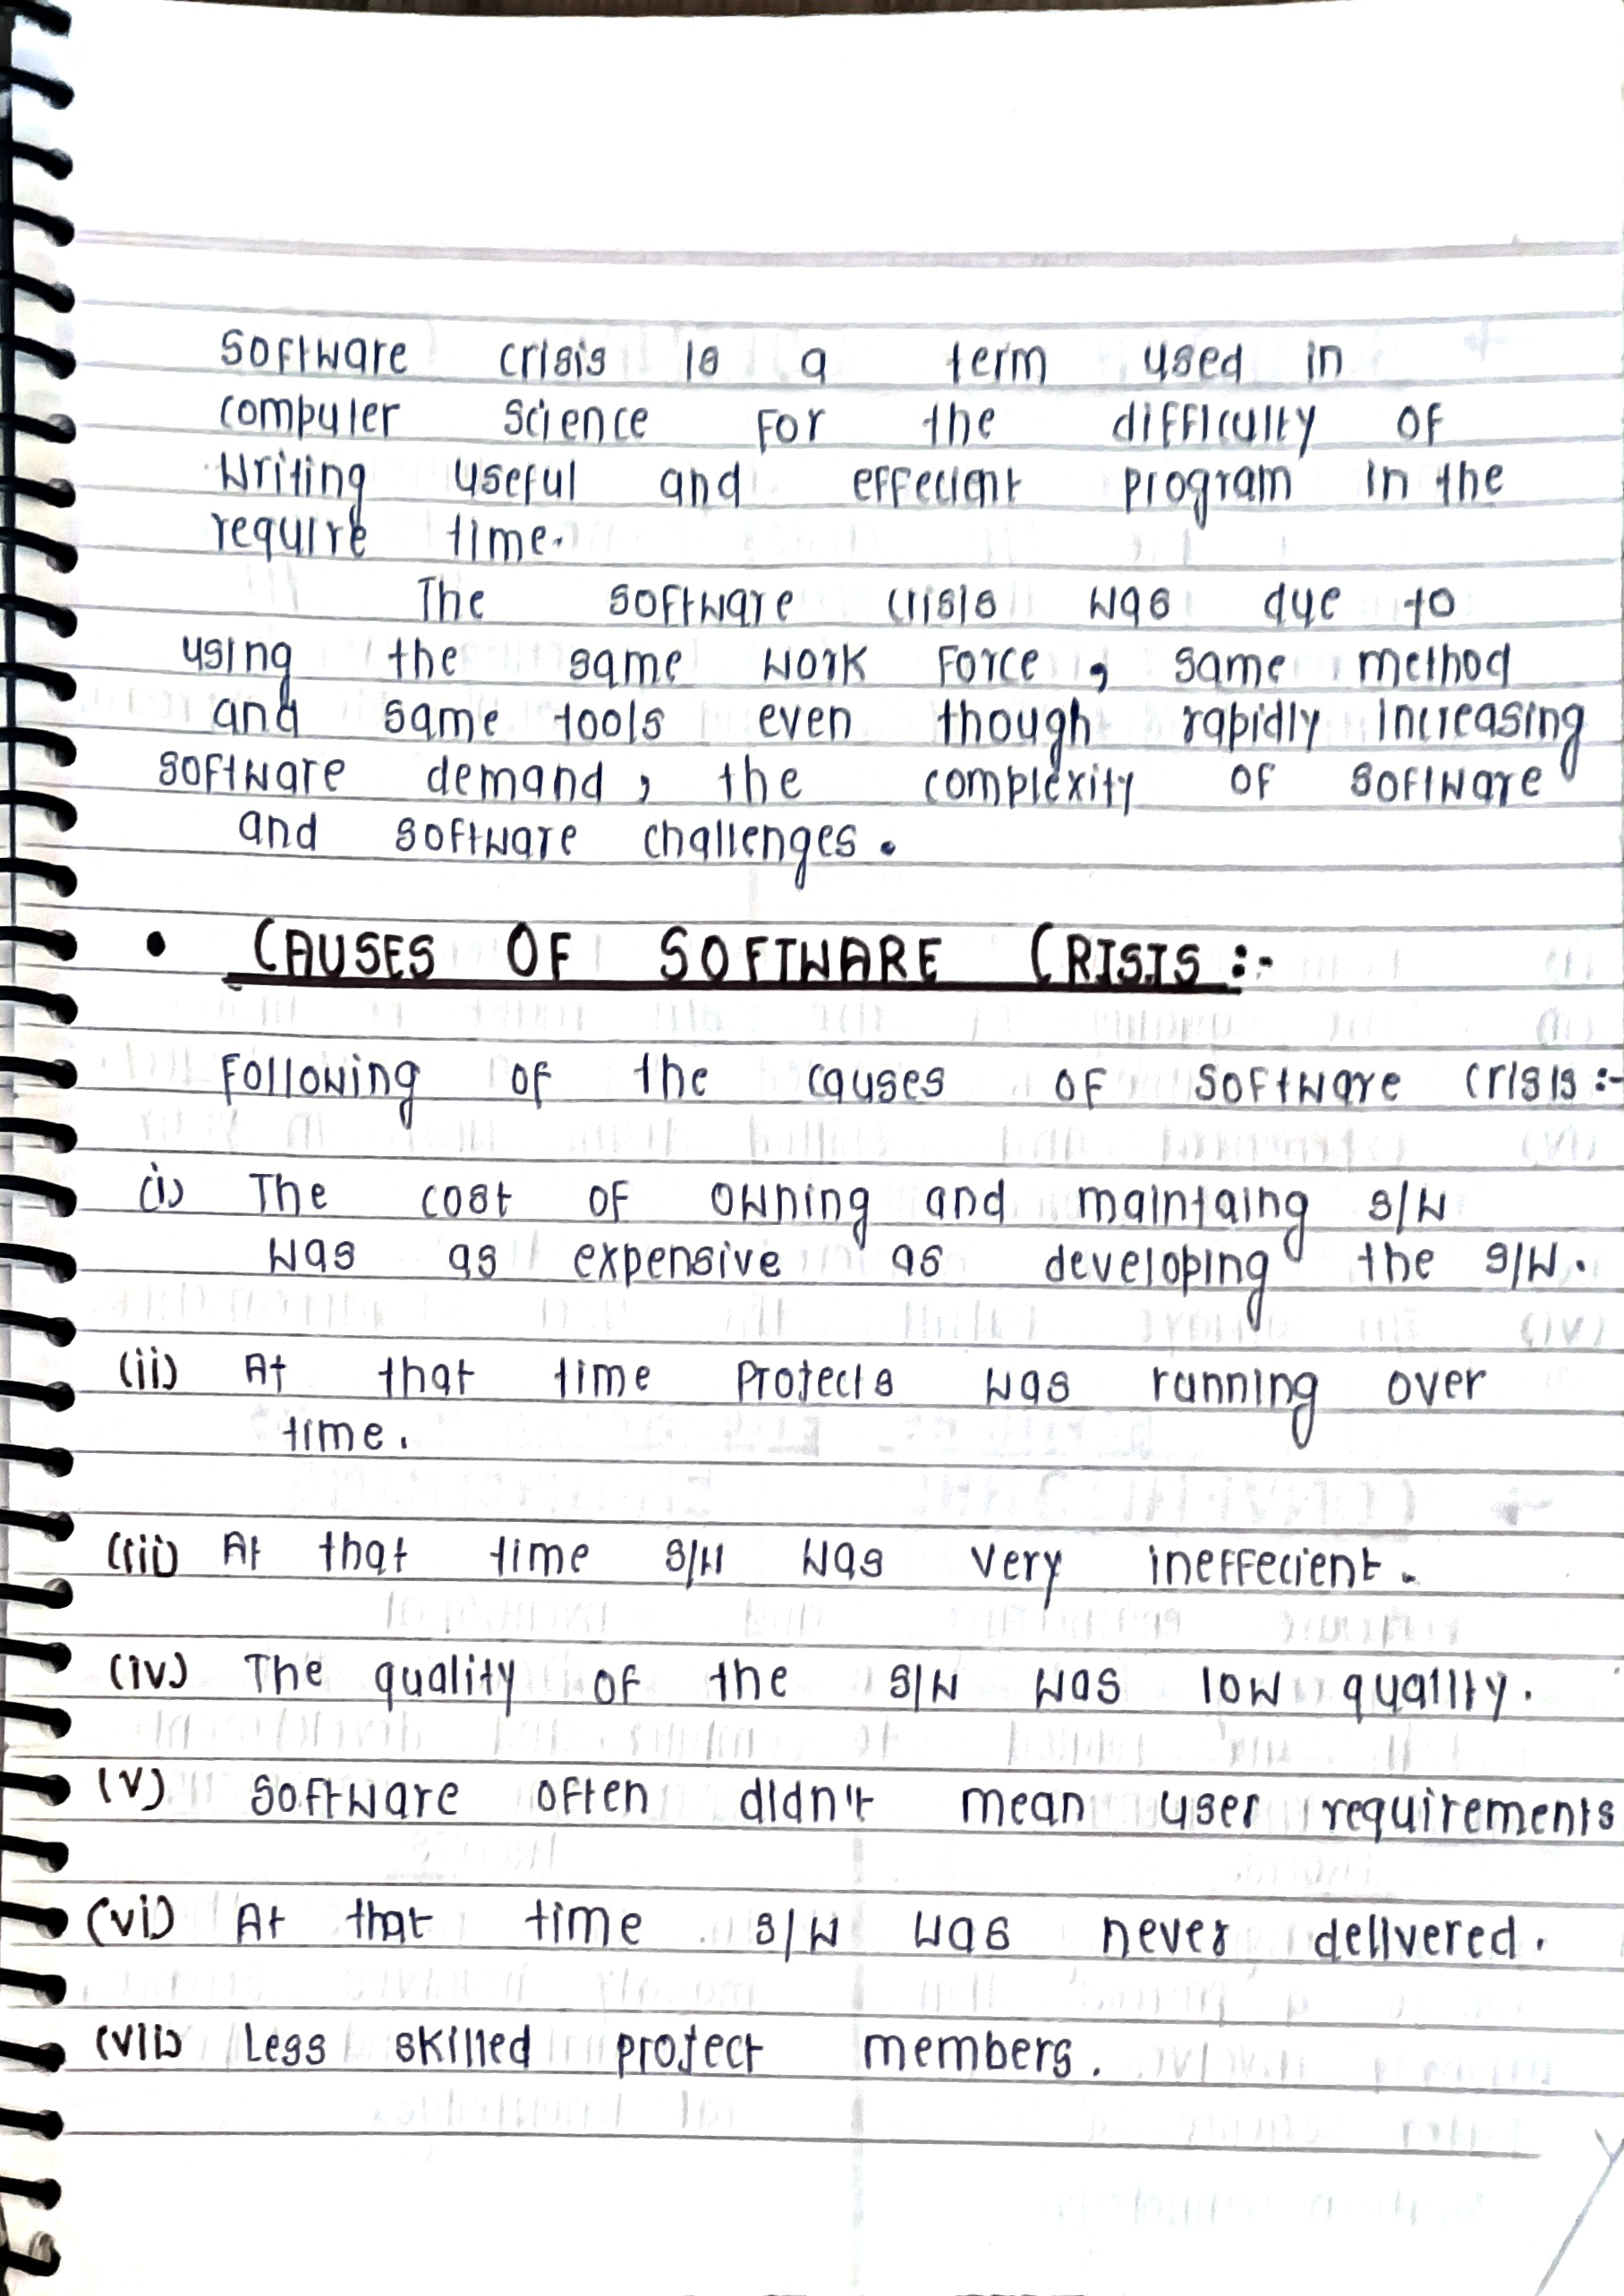 Software crisis is a term used in
computer science for the difficulty of
writing useful and effecient program in the
require time.
The software crisis was due to
using the same work force, same method
and same tools even though rapidly increasing
software demand, the complexity of software
and software challenges.
• CAUSES OF SOFTWARE CRISIS :-
Following of the causes of software crisis :-
(i) The cost of owning and maintaing s/w
was as expensive as developing the s/w.
(ii) At that time projects was running over
time.
(iii) At that time s/w was very ineffecient.
(iv) The quality of the s/w was low quality.
(v) Software often didn't mean user requirements
(vi) At that time s/w was never delivered.
(vii) Less skilled project members.